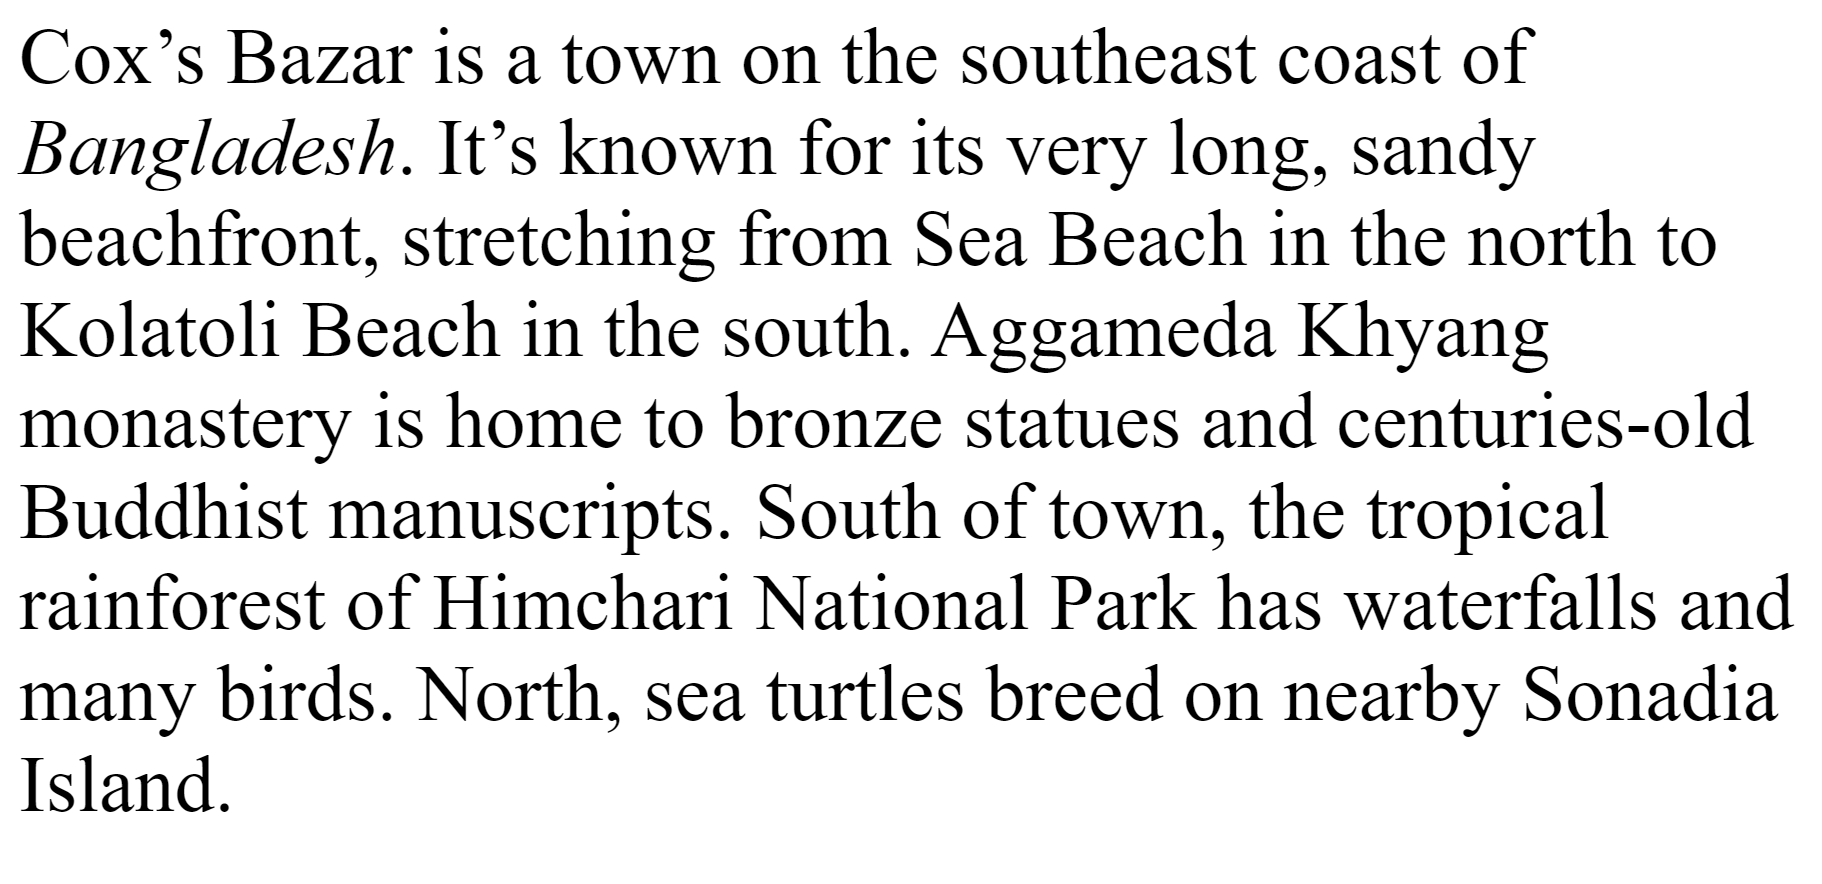 Cox’s Bazar is a town on the southeast coast of
Bangladesh. It’s known for its very long, sandy
beachfront, stretching from Sea Beach in the north to
Kolatoli Beach in the south. Aggameda Khyang
monastery is home to bronze statues and centuries-old
Buddhist manuscripts. South of town, the tropical
rainforest of Himchari National Park has waterfalls and
many birds. North, sea turtles breed on nearby Sonadia
Island.